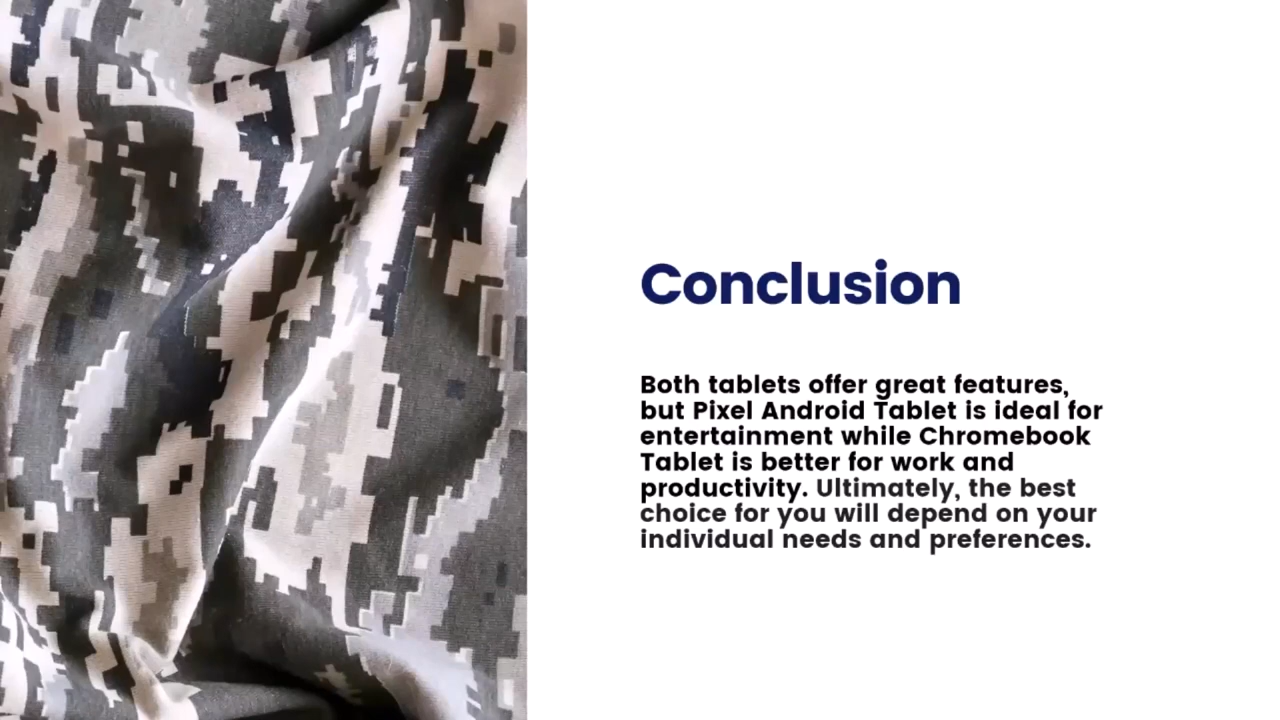 Conclusion
Both tablets offer great features,
but Pixel Android Tablet is ideal for
entertainment while Chromebook
Tablet is better for work and
productivity. Ultimately, the best
choice for you will depend on your
individual needs and preferences.